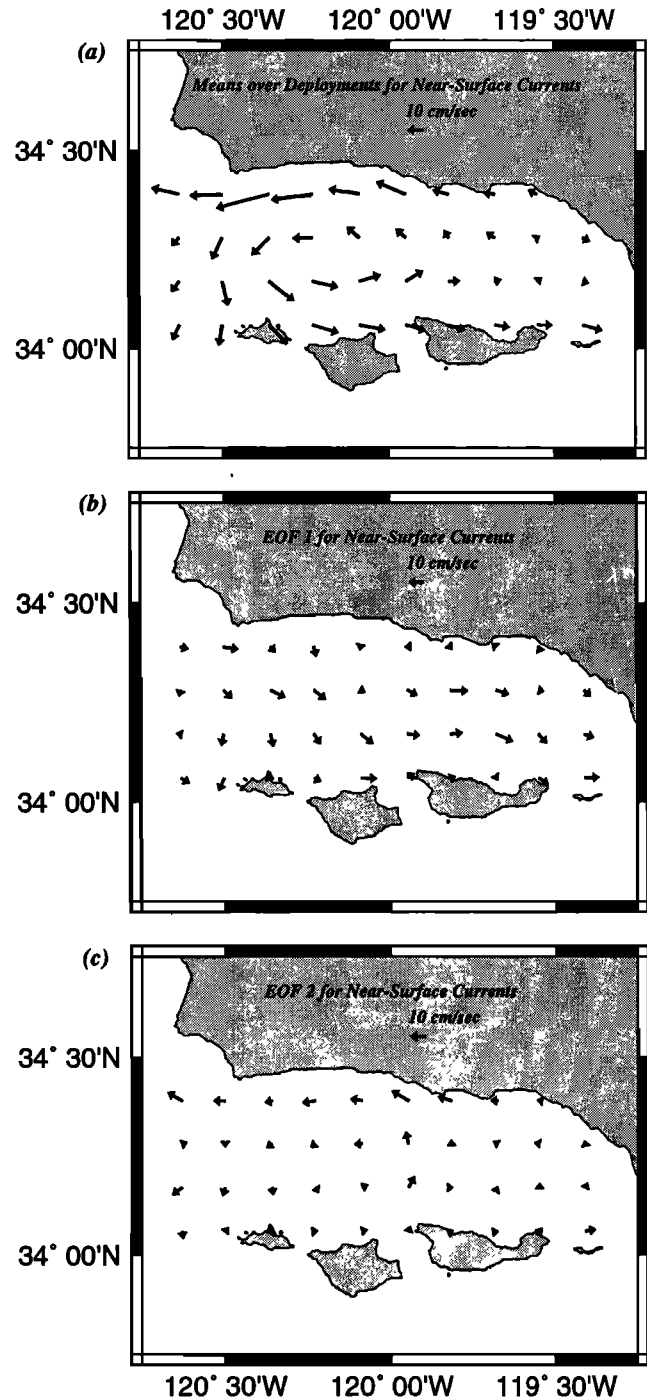 120° 30'W 120° 00'W 119° 30'W
(a)
Means over Deployments for Near-Surface Currents
10 cm/sec
34° 30'N
34° 00'N
(b)
EOF 1 for Near-Surface Currents
10 cm/sec
34° 30'N
34° 00'N
(c)
EOF 2 for Near-Surface Currents
10 cm/sec
34° 30'N
34° 00'N
120° 30'W 120° 00'W 119° 30'W